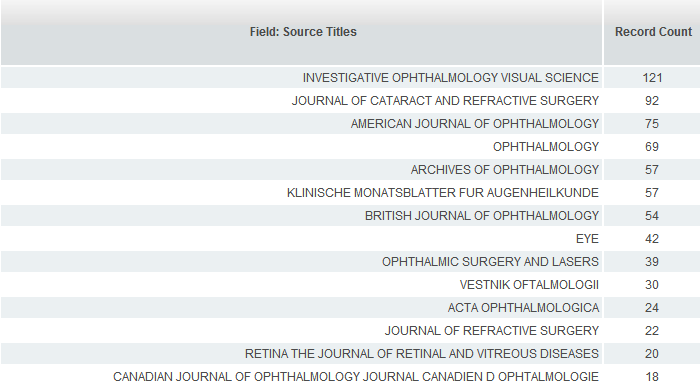 Field: Source Titles Record Count
INVESTIGATIVE OPHTHALMOLOGY VISUAL SCIENCE 121
JOURNAL OF CATARACT AND REFRACTIVE SURGERY 92
AMERICAN JOURNAL OF OPHTHALMOLOGY 75
OPHTHALMOLOGY 69
ARCHIVES OF OPHTHALMOLOGY 57
KLINISCHE MONATSBLATTER FUR AUGENHEILKUNDE 57
BRITISH JOURNAL OF OPHTHALMOLOGY 54
EYE 42
OPHTHALMIC SURGERY AND LASERS 39
VESTNIK OFTALMOLOGII 30
ACTA OPHTHALMOLOGICA 24
JOURNAL OF REFRACTIVE SURGERY 22
RETINA THE JOURNAL OF RETINAL AND VITREOUS DISEASES 20
CANADIAN JOURNAL OF OPHTHALMOLOGY JOURNAL CANADIEN D OPHTALMOLOGIE 18